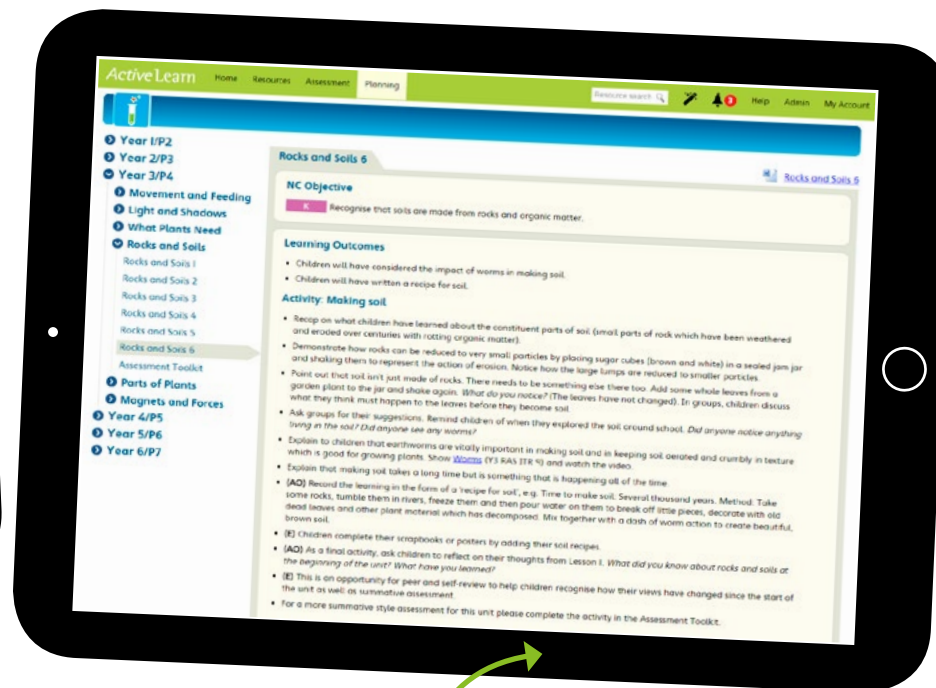 ActiveLearn
Home Resources Assessment Planning
Resource search
3
Help Admin My Account
Year 1/P2
Year 2/P3
Year 3/P4
Movement and Feeding
Light and Shadows
What Plants Need
Rocks and Soils
Rocks and Soils 1
Rocks and Soils 2
Rocks and Soils 3
Rocks and Soils 4
Rocks and Soils 5
Rocks and Soils 6
Assessment Toolkit
Parts of Plants
Magnets and Forces
Year 4/P5
Year 5/P6
Year 6/P7
Rocks and Soils 6
Rocks and Soils 6
NC Objective
K Recognise that soils are made from rocks and organic matter.
Learning Outcomes
• Children will have considered the impact of worms in making soil.
• Children will have written a recipe for soil.
Activity: Making soil
• Recap on what children have learned about the constituent parts of soil (small parts of rock which have been weathered
and eroded over centuries with rotting organic matter).
• Demonstrate how rocks can be reduced to very small particles by placing sugar cubes (brown and white) in a sealed jam jar
and shaking them to represent the action of erosion. Notice how the large lumps are reduced to smaller particles.
• Point out that soil isn't just made of rocks. There needs to be something else there too. Add some whole leaves from a
garden plant to the jar and shake again. What do you notice? (The leaves have not changed). In groups, children discuss
what they think must happen to the leaves before they become soil.
• Ask groups for their suggestions. Remind children of when they explored the soil around school. Did anyone notice anything
living in the soil? Did anyone see any worms?
• Explain to children that earthworms are vitally important in making soil and in keeping soil aerated and crumbly in texture
which is good for growing plants. Show Worms (Y3 RAS ITR 9) and watch the video.
• Explain that making soil takes a long time but is something that is happening all of the time.
• (AO) Record the learning in the form of a 'recipe for soil', e.g. Time to make soil: Several thousand years. Method: Take
some rocks, tumble them in rivers, freeze them and then pour water on them to break off little pieces, decorate with old
dead leaves and other plant material which has decomposed. Mix together with a dash of worm action to create beautiful,
brown soil.
• (E) Children complete their scrapbooks or posters by adding their soil recipes.
• (AO) As a final activity, ask children to reflect on their thoughts from Lesson 1. What did you know about rocks and soils at
the beginning of the unit? What have you learned?
• (E) This is an opportunity for peer and self-review to help children recognise how their views have changed since the start of
the unit as well as summative assessment.
• For a more summative style assessment for this unit please complete the activity in the Assessment Toolkit.